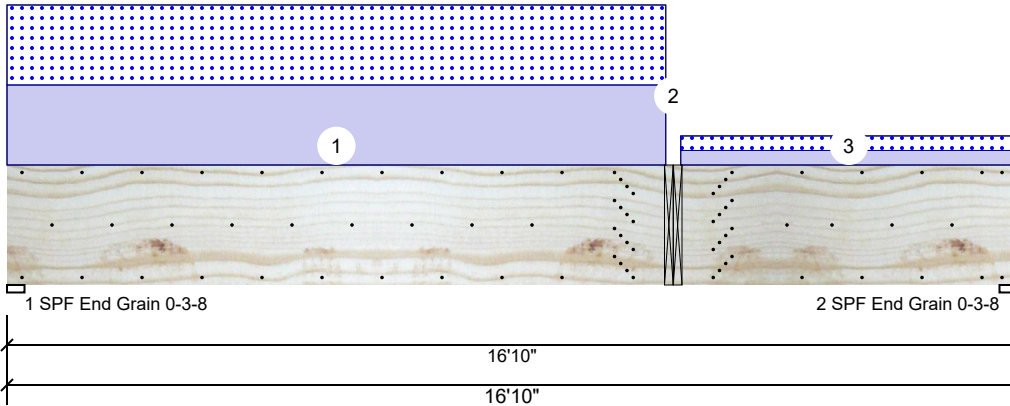 2
1
3
1 SPF End Grain 0-3-8
2 SPF End Grain 0-3-8
16'10"
16'10"